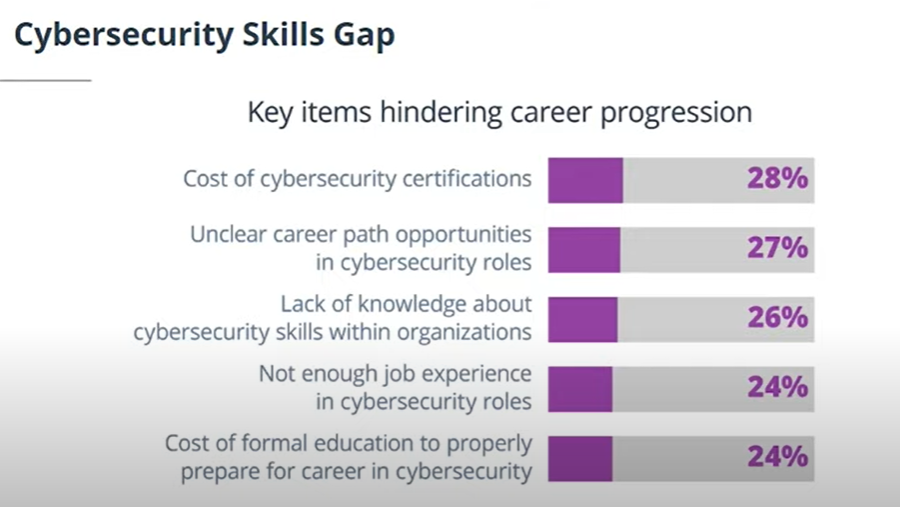 Cybersecurity Skills Gap
Key items hindering career progression
Cost of cybersecurity certifications
28%
Unclear career path opportunities
in cybersecurity roles
27%
Lack of knowledge about
cybersecurity skills within organizations
26%
Not enough job experience
in cybersecurity roles
24%
Cost of formal education to properly
prepare for career in cybersecurity
24%